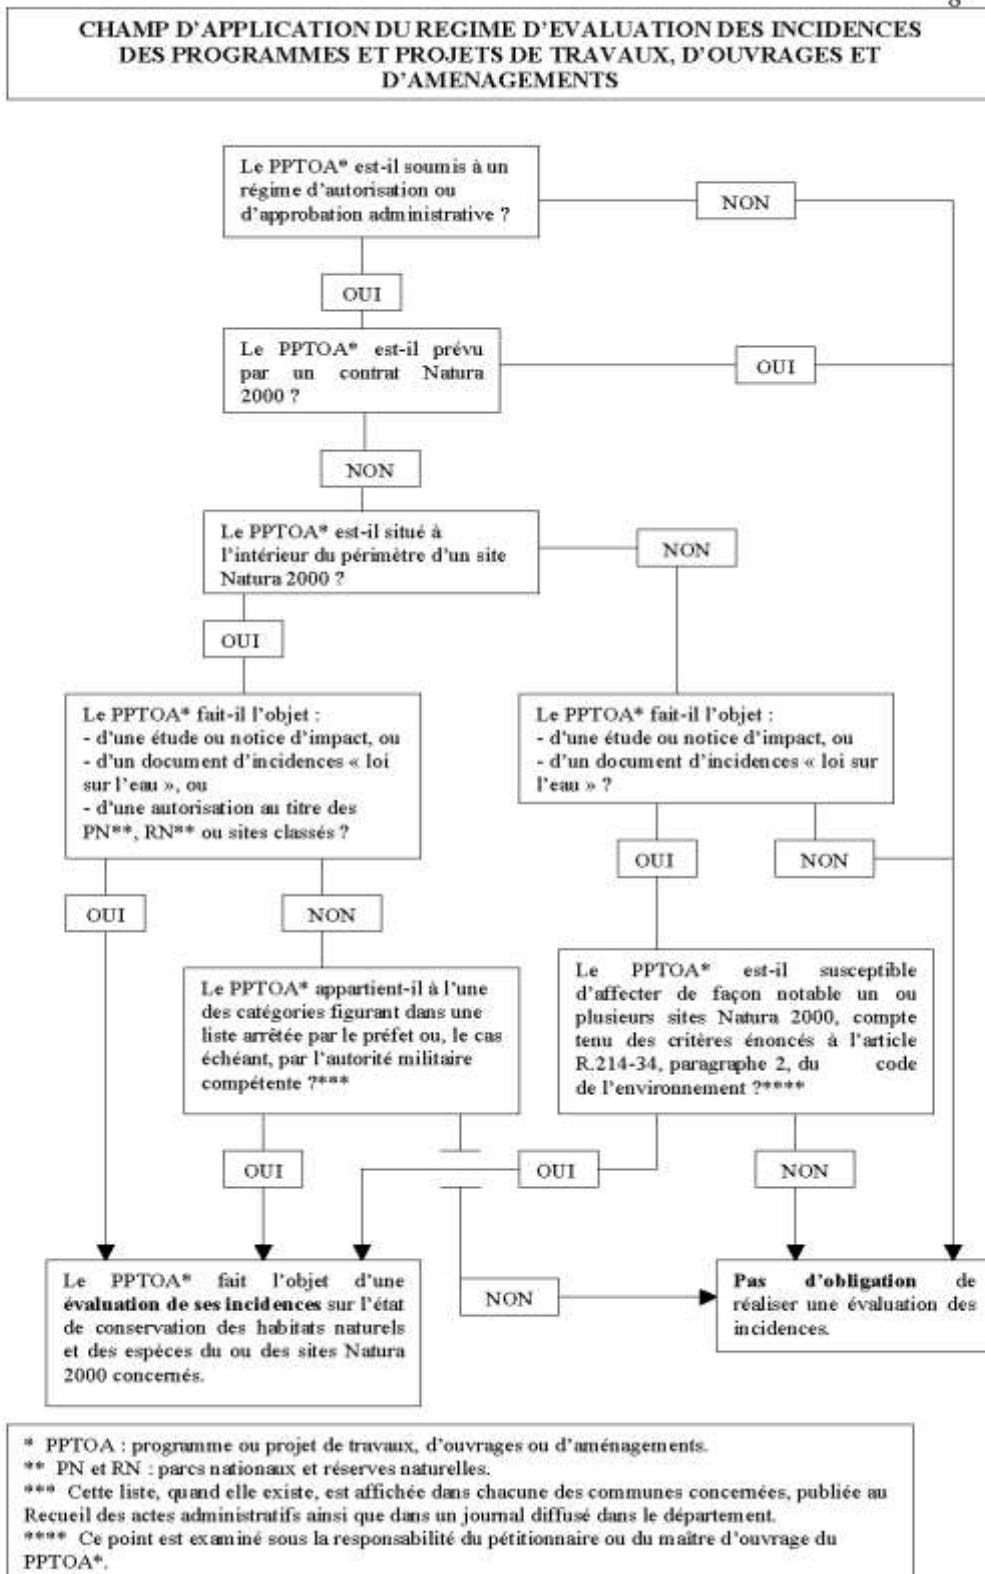 CHAMP D'APPLICATION DU REGIME D'EVALUATION DES INCIDENCES
DES PROGRAMMES ET PROJETS DE TRAVAUX, D'OUVRAGES ET
D'AMENAGEMENTS
Le PPTOA* est-il soumis à un
régime d'autorisation ou
d'approbation administrative ?
NON
OUI
Le PPTOA* est-il prévu
par un contrat Natura
2000 ?
OUI
NON
Le PPTOA* est-il situé à
l'intérieur du périmètre d'un site
Natura 2000 ?
NON
OUI
Le PPTOA* fait-il l'objet :
- d'une étude ou notice d'impact, ou
- d'un document d'incidences « loi
sur l'eau », ou
- d'une autorisation au titre des
PN**, RN** ou sites classés ?
Le PPTOA* fait-il l'objet :
- d'une étude ou notice d'impact, ou
- d'un document d'incidences « loi sur
l'eau » ?
OUI
NON
OUI
NON
Le PPTOA* appartient-il à l'une
des catégories figurant dans une
liste arrêtée par le préfet ou, le cas
échéant, par l'autorité militaire
compétente ?***
Le PPTOA* est-il susceptible
d'affecter de façon notable un ou
plusieurs sites Natura 2000, compte
tenu des critères énoncés à l'article
R.214-34, paragraphe 2, du code
de l'environnement ?****
OUI
OUI
NON
Le PPTOA* fait l'objet d'une
évaluation de ses incidences sur l'état
de conservation des habitats naturels
et des espèces du ou des sites Natura
2000 concernés.
NON
Pas d'obligation de
réaliser une évaluation des
incidences.
* PPTOA : programme ou projet de travaux, d'ouvrages ou d'aménagements.
** PN et RN : parcs nationaux et réserves naturelles.
*** Cette liste, quand elle existe, est affichée dans chacune des communes concernées, publiée au
Recueil des actes administratifs ainsi que dans un journal diffusé dans le département.
**** Ce point est examiné sous la responsabilité du pétitionnaire ou du maître d'ouvrage du
PPTOA*.